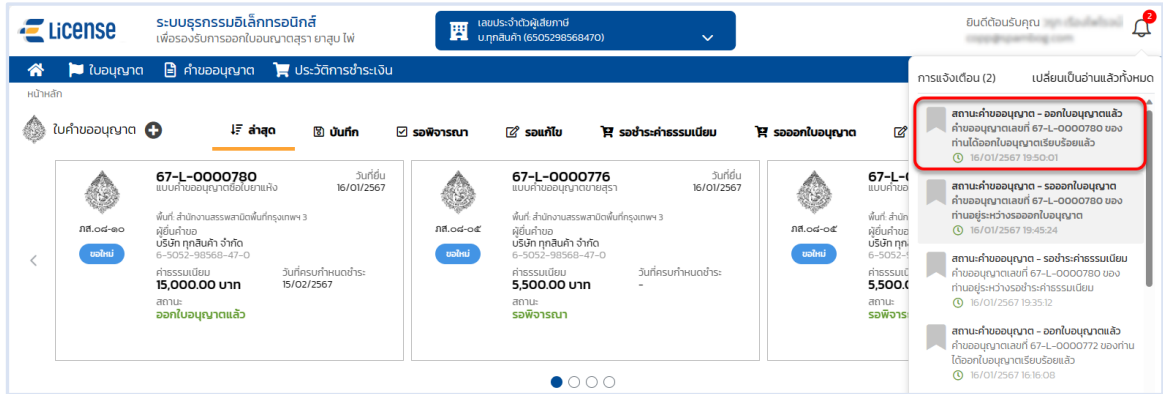 License
ระบบธุรกรรมอิเล็กทรอนิกส์
เพื่อรองรับการออกใบอนุญาตสุรา ยาสูบ ไพ่
เลขประจำตัวผู้เสียภาษี
บ.ทุกสินค้า (6505298568470)
ยินดีต้อนรับคุณ
2
ใบอนุญาต
คำขออนุญาต
ประวัติการชำระเงิน
หน้าหลัก
ใบคำขออนุญาต
ล่าสุด
บันทึก
รอพิจารณา
รอแก้ไข
รอชำระค่าธรรมเนียม
รอออกใบอนุญาต
67-L-0000780
แบบคำขออนุญาตซื้อใบยาแห้ง
วันที่ยื่น
16/01/2567
พื้นที่ สำนักงานสรรพสามิตพื้นที่กรุงเทพฯ 3
ภส.๐๘-๑๐
ผู้ยื่นคำขอ
บริษัท ทุกสินค้า จำกัด
6-5052-98568-47-0
ขอใหม่
ค่าธรรมเนียม
15,000.00 บาท
วันที่ครบกำหนดชำระ
15/02/2567
สถานะ
ออกใบอนุญาตแล้ว
67-L-0000776
แบบคำขออนุญาตขายสุรา
วันที่ยื่น
16/01/2567
พื้นที่ สำนักงานสรรพสามิตพื้นที่กรุงเทพฯ 3
ภส.๐๘-๐๕
ผู้ยื่นคำขอ
บริษัท ทุกสินค้า จำกัด
6-5052-98568-47-0
ขอใหม่
ค่าธรรมเนียม
5,500.00 บาท
วันที่ครบกำหนดชำระ
-
สถานะ
รอพิจารณา
67-L-0
แบบคำขอ
พื้นที่ สำนัก
ภส.๐๘-๐๕
ผู้ยื่นคำขอ
บริษัท ทุก
6-5052-9
ขอใหม่
ค่าธรรมเนี
5,500.0
สถานะ
รอพิจารณ
การแจ้งเตือน (2)
เปลี่ยนเป็นอ่านแล้วทั้งหมด
สถานะคำขออนุญาต - ออกใบอนุญาตแล้ว
คำขออนุญาตเลขที่ 67-L-0000780 ของ
ท่านได้ออกใบอนุญาตเรียบร้อยแล้ว
16/01/2567 19:50:01
สถานะคำขออนุญาต - รอออกใบอนุญาต
คำขออนุญาตเลขที่ 67-L-0000780 ของ
ท่านอยู่ระหว่างรอออกใบอนุญาต
16/01/2567 19:45:24
สถานะคำขออนุญาต - รอชำระค่าธรรมเนียม
คำขออนุญาตเลขที่ 67-L-0000780 ของ
ท่านอยู่ระหว่างรอชำระค่าธรรมเนียม
16/01/2567 19:35:12
สถานะคำขออนุญาต - ออกใบอนุญาตแล้ว
คำขออนุญาตเลขที่ 67-L-0000772 ของท่าน
ได้ออกใบอนุญาตเรียบร้อยแล้ว
16/01/2567 16:16:08